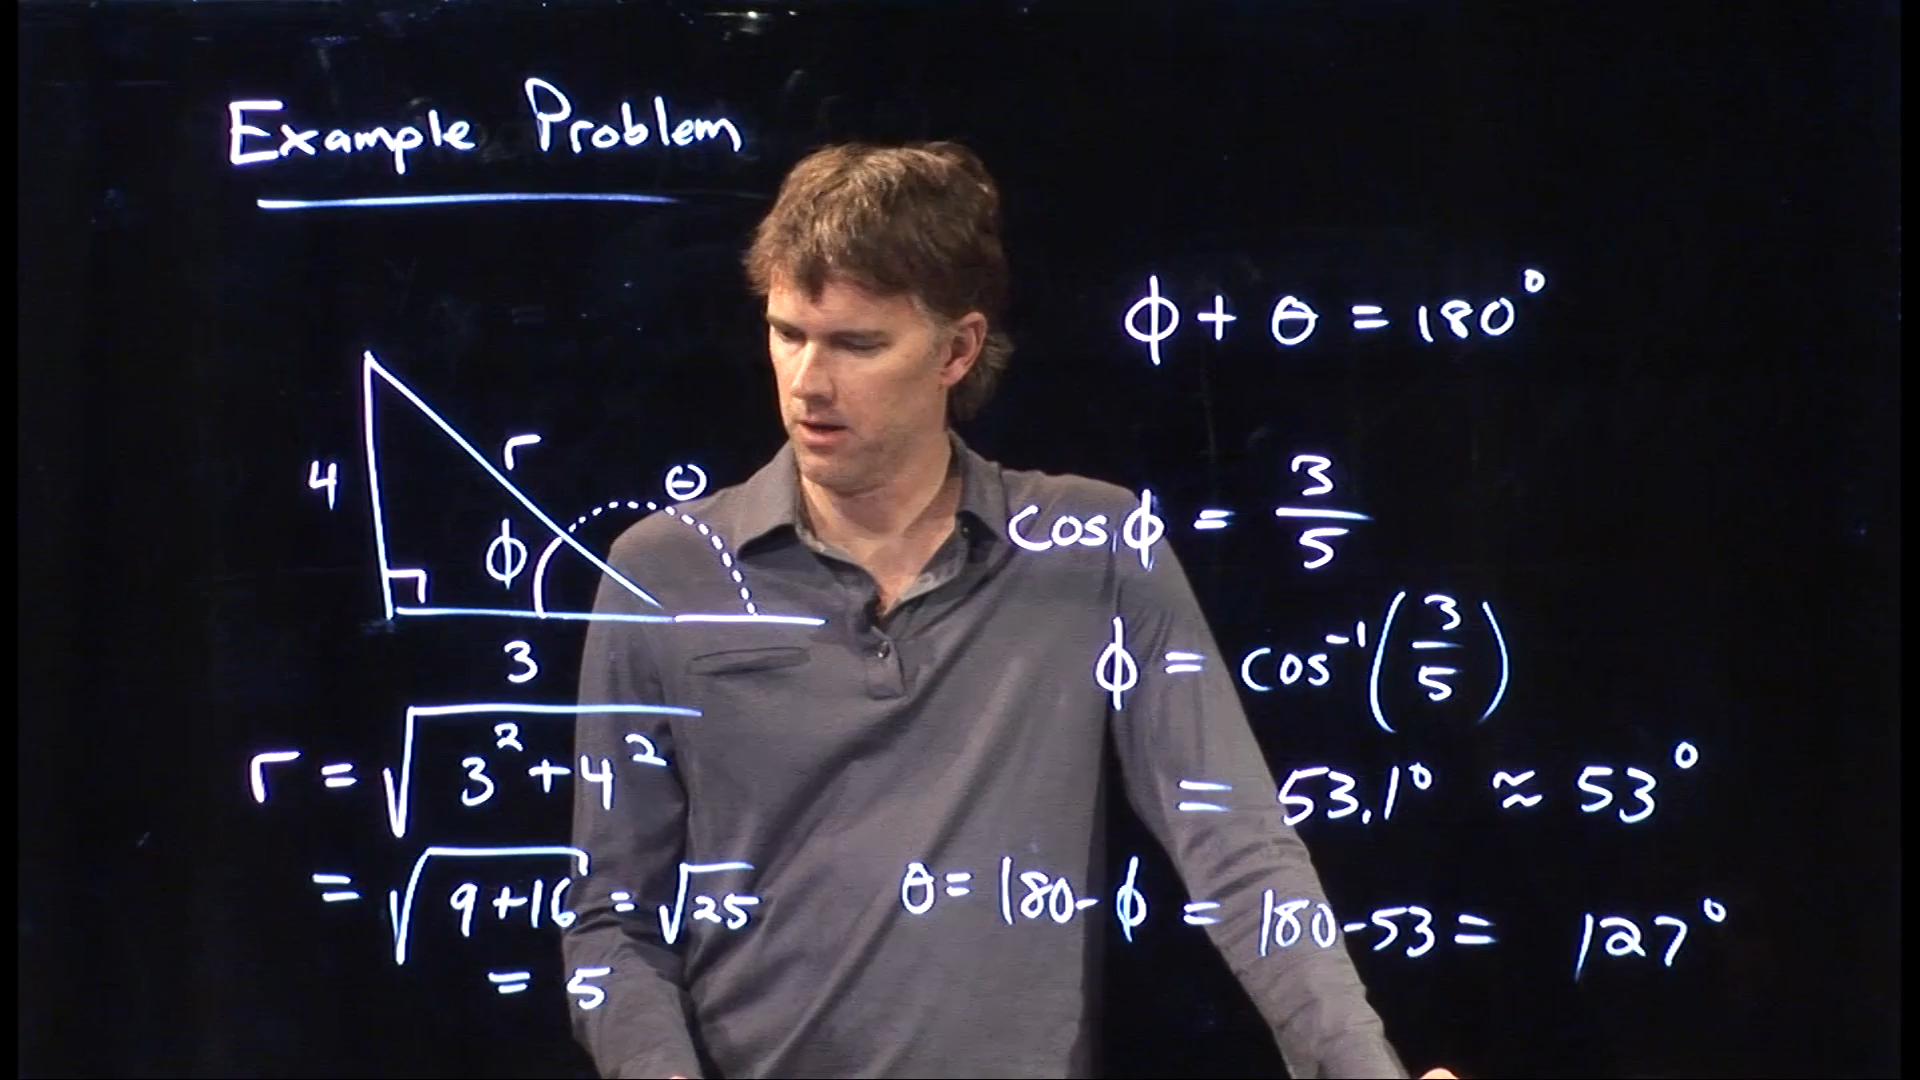 Example Problem
4
r
θ
ϕ
3
r = √(3² + 4²)
= √(9+16) = √25
= 5
ϕ + θ = 180°
cos ϕ = 3/5
ϕ = cos⁻¹(3/5)
= 53.1° ≈ 53°
θ = 180 - ϕ = 180 - 53 = 127°